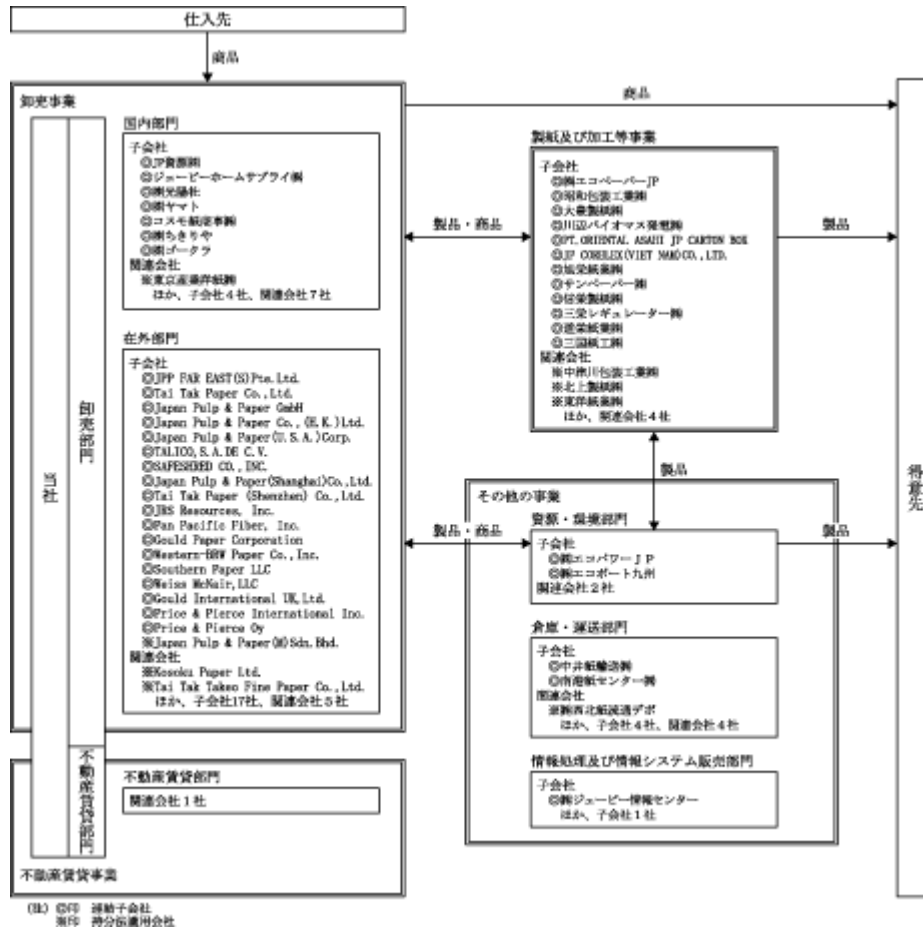 仕入先
商品
卸売事業
当社
卸売部門
国内部門
子会社
◎JP資源㈱
◎ジェーピーホームサプライ㈱
◎㈱光陽社
◎㈱ヤマト
◎コスモ紙商事㈱
◎㈱ちきりや
◎㈱ゴークラ
関連会社
※東京産業洋紙㈱
ほか、子会社4社、関連会社7社
在外部門
子会社
◎JPP FAR EAST(S)Pte.Ltd.
◎Tai Tak Paper Co.,Ltd.
◎Japan Pulp & Paper GmbH
◎Japan Pulp & Paper Co.,(H.K.)Ltd.
◎Japan Pulp & Paper(U.S.A.)Corp.
◎TALICO,S.A.DE C.V.
◎SAFESHRED CO.,INC.
◎Japan Pulp & Paper(Shanghai)Co.,Ltd
◎Tai Tak Paper (Shenzhen) Co.,Ltd.
◎JRS Resources, Inc.
◎Pan Pacific Fiber, Inc.
◎Gould Paper Corporation
◎Western-BRW Paper Co.,Inc.
◎Southern Paper LLC
◎Weiss McNair,LLC
◎Gould International UK,Ltd.
◎Price & Pierce International Inc.
◎Price & Pierce Oy
※Japan Pulp & Paper(M)Sdn.Bhd.
関連会社
※Kosoku Paper Ltd.
※Tai Tak Takeo Fine Paper Co.,Ltd.
ほか、子会社17社、関連会社5社
不動産賃貸部門
不動産賃貸部門
関連会社1社
不動産賃貸事業
商品
製品・商品
製紙及び加工等事業
子会社
◎㈱エコペーパーJP
◎昭和包装工業㈱
◎大豊製紙㈱
◎川辺バイオマス発電㈱
◎PT.ORIENTAL ASAHI JP CARTON BOX
◎JP CORELEX(VIET NAM)CO.,LTD.
◎旭栄紙業㈱
◎サンペーパー㈱
◎信栄製紙㈱
◎三栄レギュレーター㈱
◎進栄紙業㈱
◎三国紙工㈱
関連会社
※中津川包装工業㈱
※北上製紙㈱
※東洋紙業㈱
ほか、関連会社4社
製品
製品
製品・商品
その他の事業
資源・環境部門
子会社
◎㈱エコパワーJP
◎㈱エコポート九州
関連会社2社
製品
倉庫・運送部門
子会社
◎中井紙輸送㈱
◎南港紙センター㈱
関連会社
※㈱西北紙流通デポ
ほか、子会社4社、関連会社4社
情報処理及び情報システム販売部門
子会社
◎㈱ジェーピー情報センター
ほか、子会社1社
得意先
(注) ◎印 連結子会社
※印 持分法適用会社